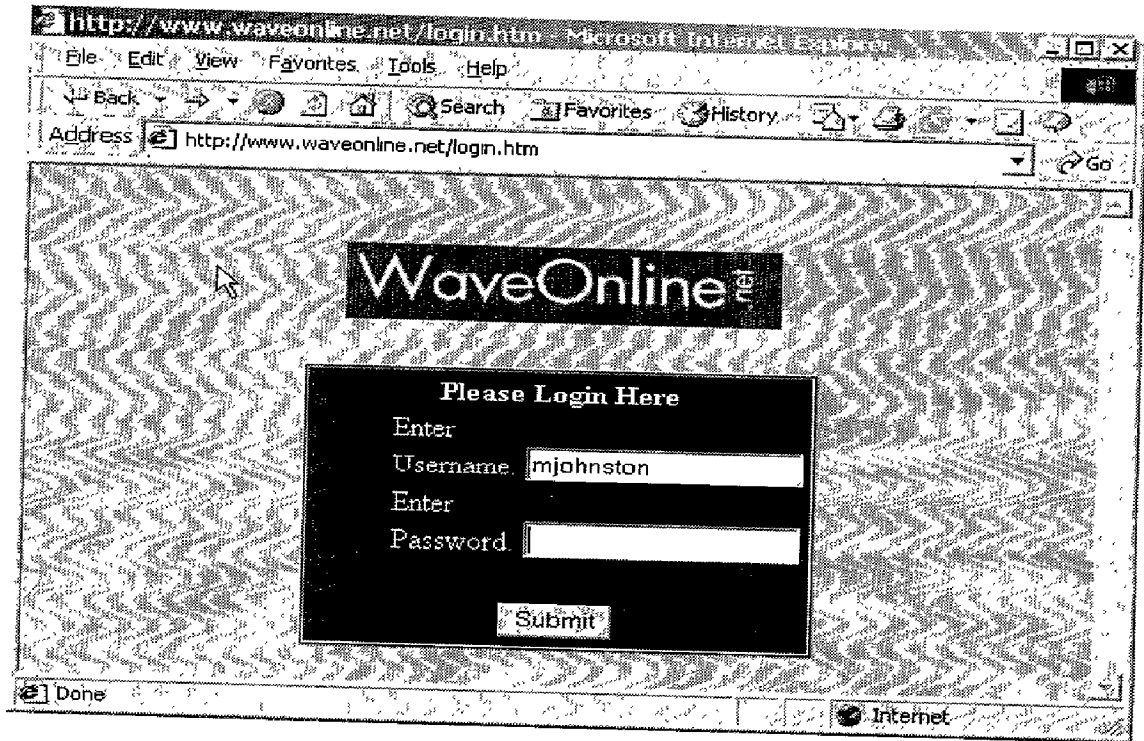 http://www.waveonline.net/login.htm - Microsoft Internet Explorer
File Edit View Favorites Tools Help
Back Search Favorites History
Address http://www.waveonline.net/login.htm Go
WaveOnline.net
Please Login Here
Enter
Username. mjohnston
Enter
Password.
Submit
Done Internet